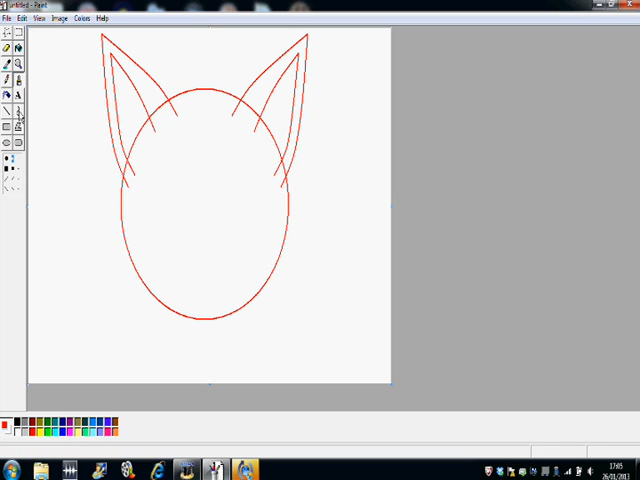 untitled - Paint
File Edit View Image Colors Help
A
17:05
26/01/2013